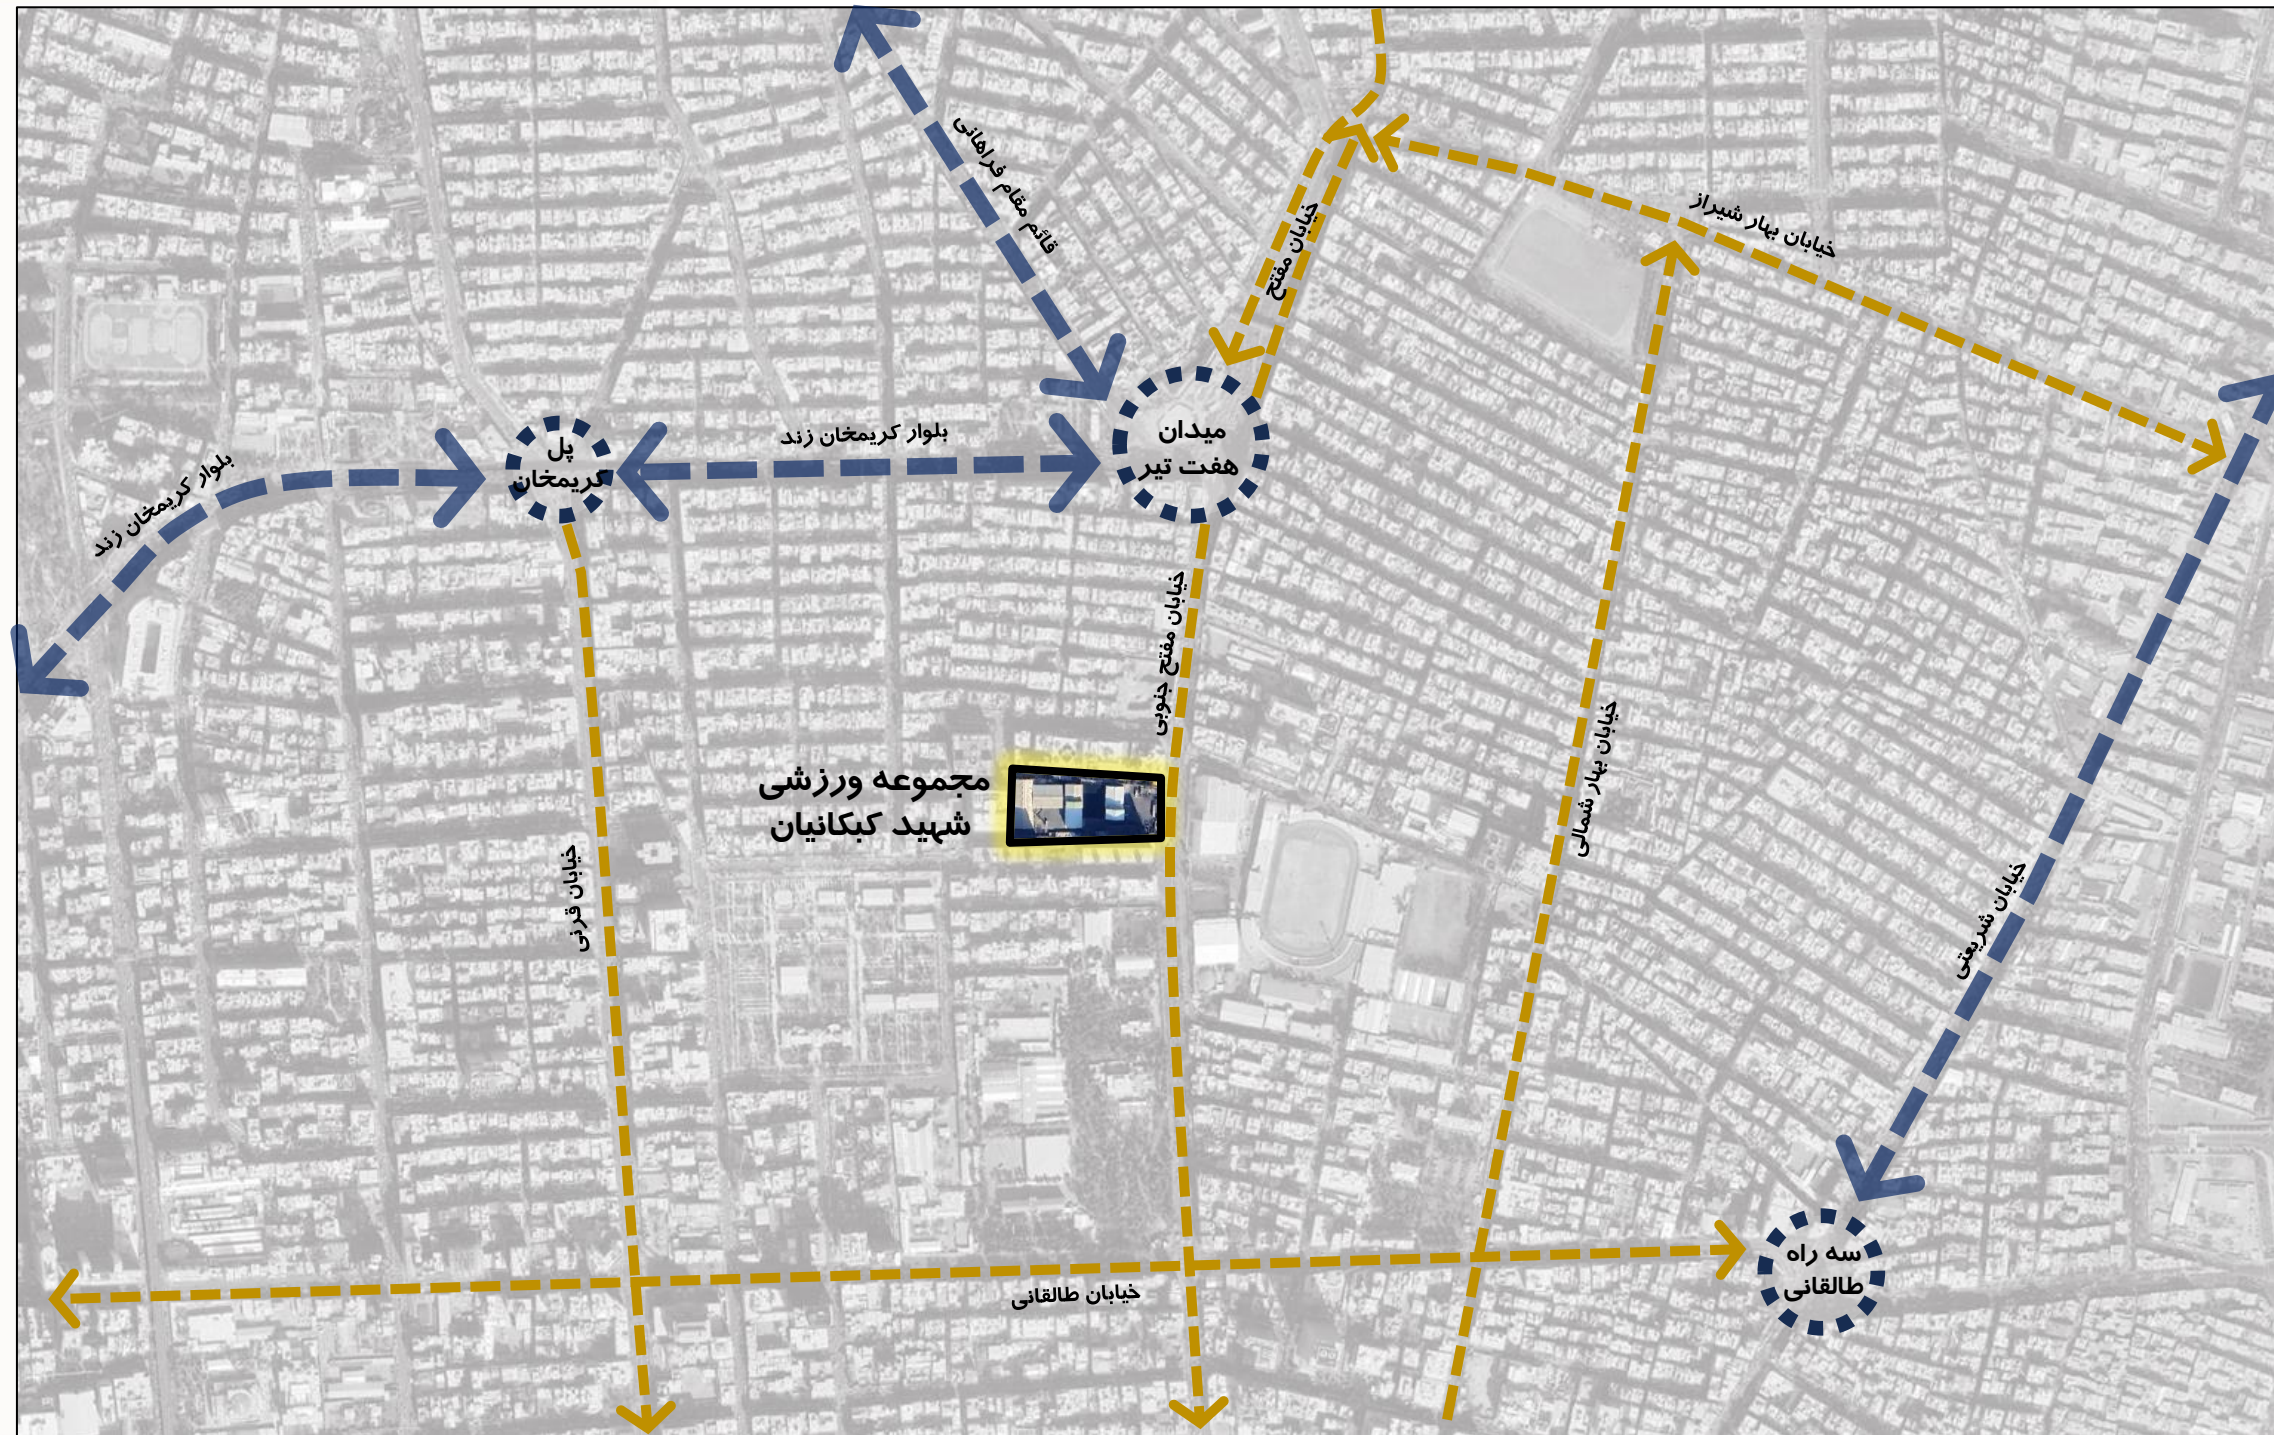 قائم مقام فراهانی
خیابان مفتح
خیابان بهار شیراز
بلوار کریمخان زند
پل
کریمخان
بلوار کریمخان زند
میدان
هفت تیر
خیابان مفتح جنوبی
مجموعه ورزشی
شهید کبکانیان
خیابان بهار شمالی
خیابان قرنی
خیابان شریعتی
سه راه
طالقانی
خیابان طالقانی